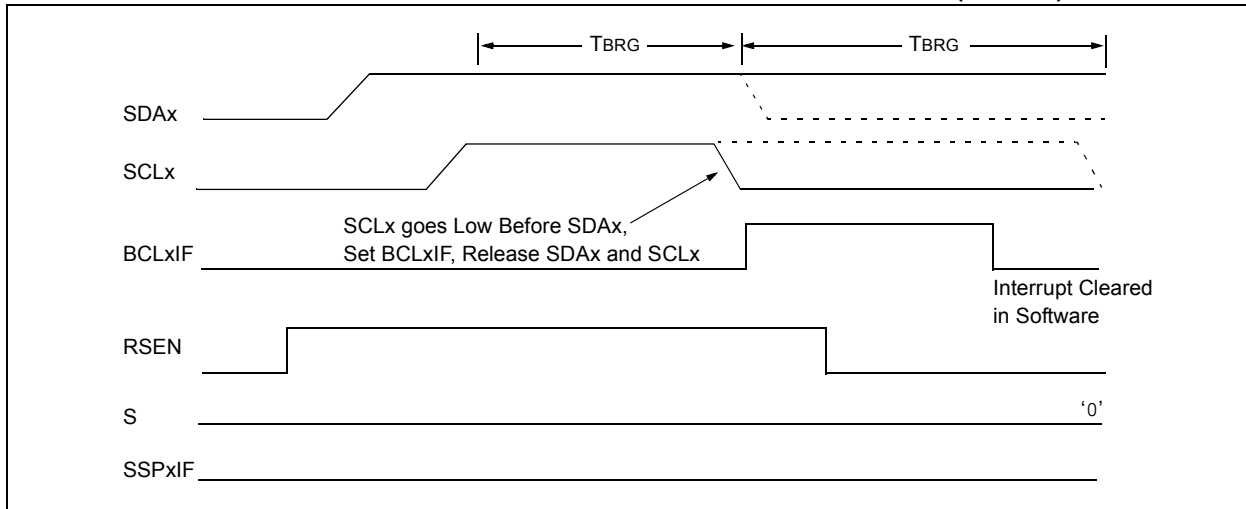 TBRG
TBRG
SDAx
SCLx
SCLx goes Low Before SDAx,
Set BCLxIF, Release SDAx and SCLx
BCLxIF
Interrupt Cleared
in Software
RSEN
S
‘0’
SSPxIF